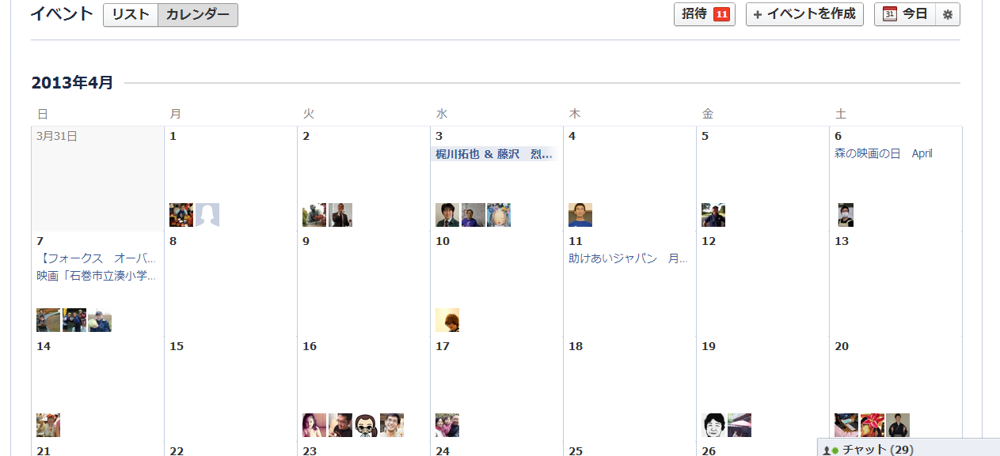 イベント リスト カレンダー 招待 11 + イベントを作成 31 今日
2013年4月
日 月 火 水 木 金 土
3月31日 1 2 3 4 5 6
梶川拓也 & 藤沢　烈... 森の映画の日　April
7 8 9 10 11 12 13
【フォークス　オーバ... 助けあいジャパン　月...
映画「石巻市立湊小学...
14 15 16 17 18 19 20
21 22 23 24 25 26
チャット (29)